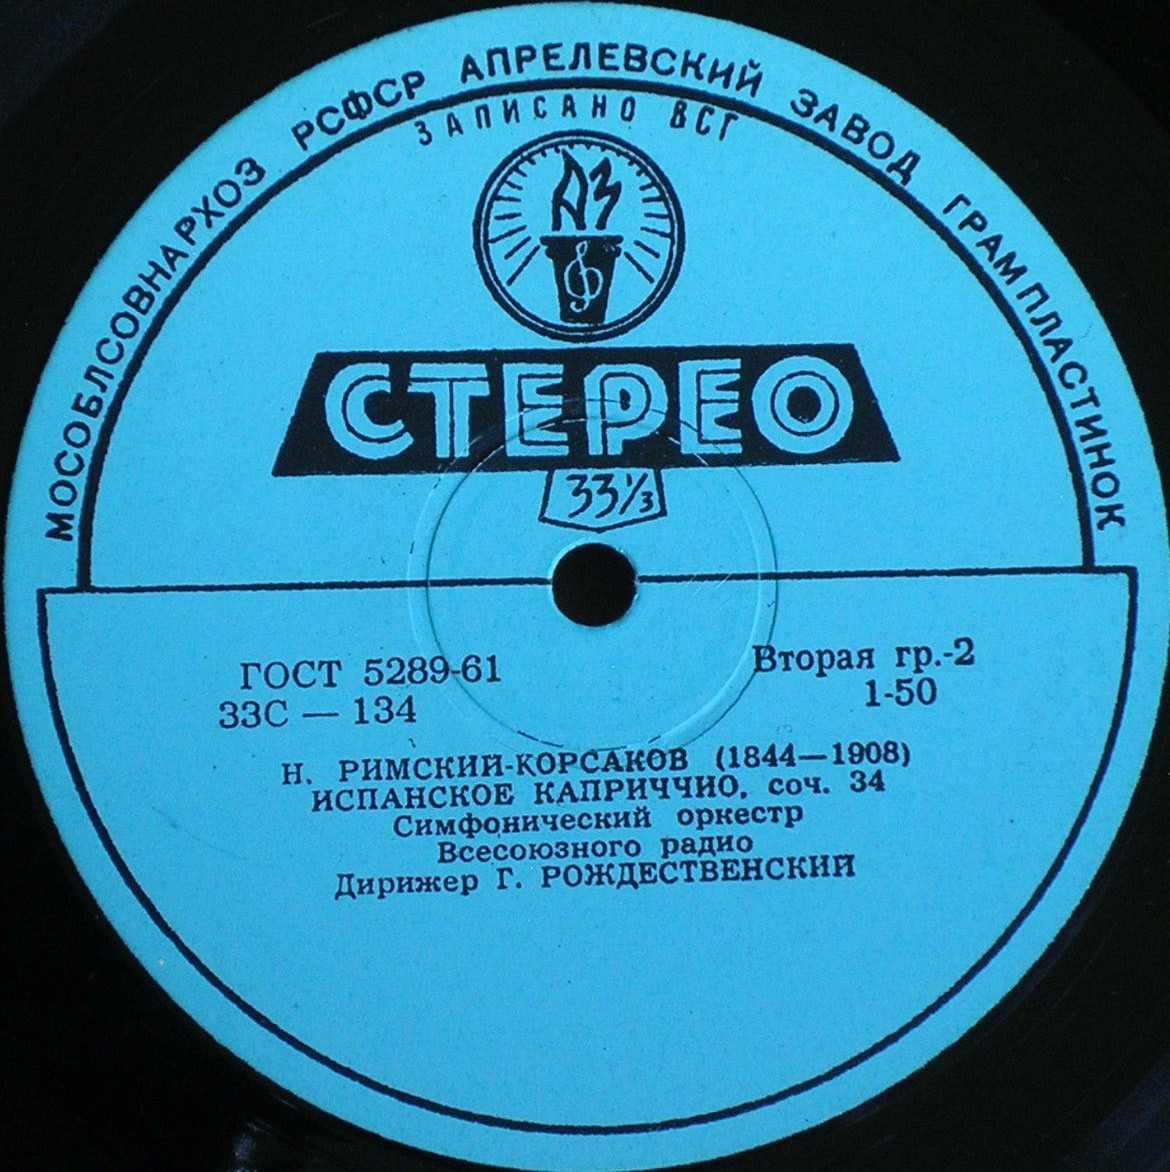 МОСОБЛСОВНАРХОЗ РСФСР АПРЕЛЕВСКИЙ ЗАВОД ГРАМПЛАСТИНОК
ЗАПИСАНО ВСГ
АЗ
СТЕРЕО
33⅓
ГОСТ 5289-61
Вторая гр.-2
33С — 134
1-50
Н. РИМСКИЙ-КОРСАКОВ (1844—1908)
ИСПАНСКОЕ КАПРИЧЧИО, соч. 34
Симфонический оркестр
Всесоюзного радио
Дирижер Г. РОЖДЕСТВЕНСКИЙ